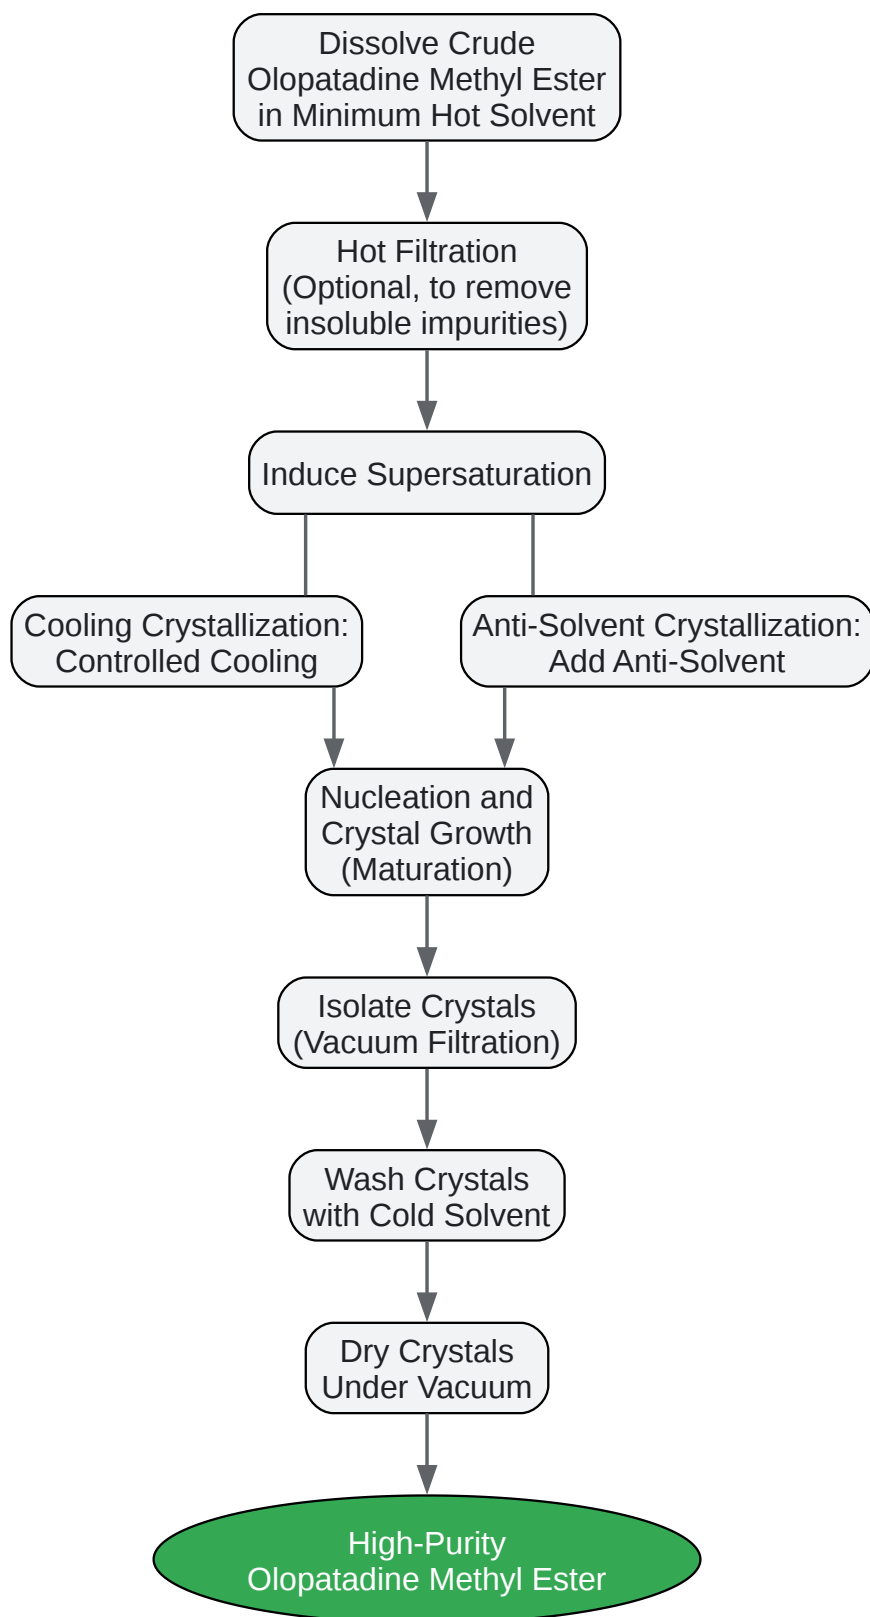 Dissolve Crude
Olopatadine Methyl Ester
in Minimum Hot Solvent
Hot Filtration
(Optional, to remove
insoluble impurities)
Induce Supersaturation
Cooling Crystallization:
Controlled Cooling
Anti-Solvent Crystallization:
Add Anti-Solvent
Nucleation and
Crystal Growth
(Maturation)
Isolate Crystals
(Vacuum Filtration)
Wash Crystals
with Cold Solvent
Dry Crystals
Under Vacuum
High-Purity
Olopatadine Methyl Ester